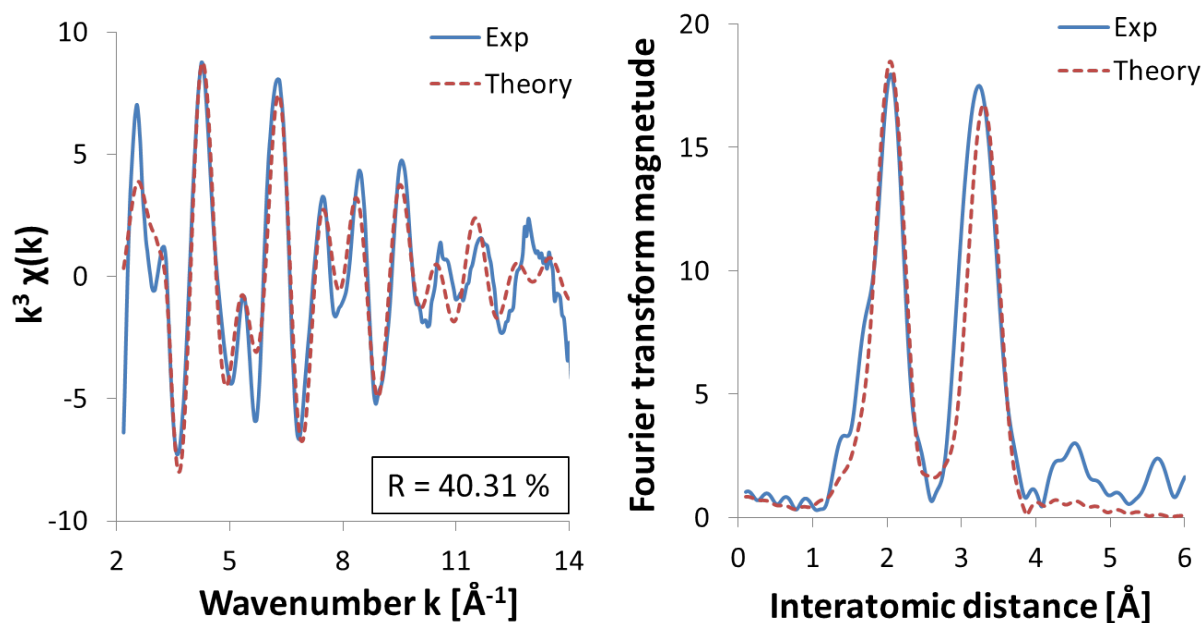 10
5
0
-5
-10
k³ χ(k)
Exp
Theory
R = 40.31 %
2 5 8 11 14
Wavenumber k [Å⁻¹]
20
15
10
5
0
Fourier transform magnetude
Exp
Theory
0 1 2 3 4 5 6
Interatomic distance [Å]